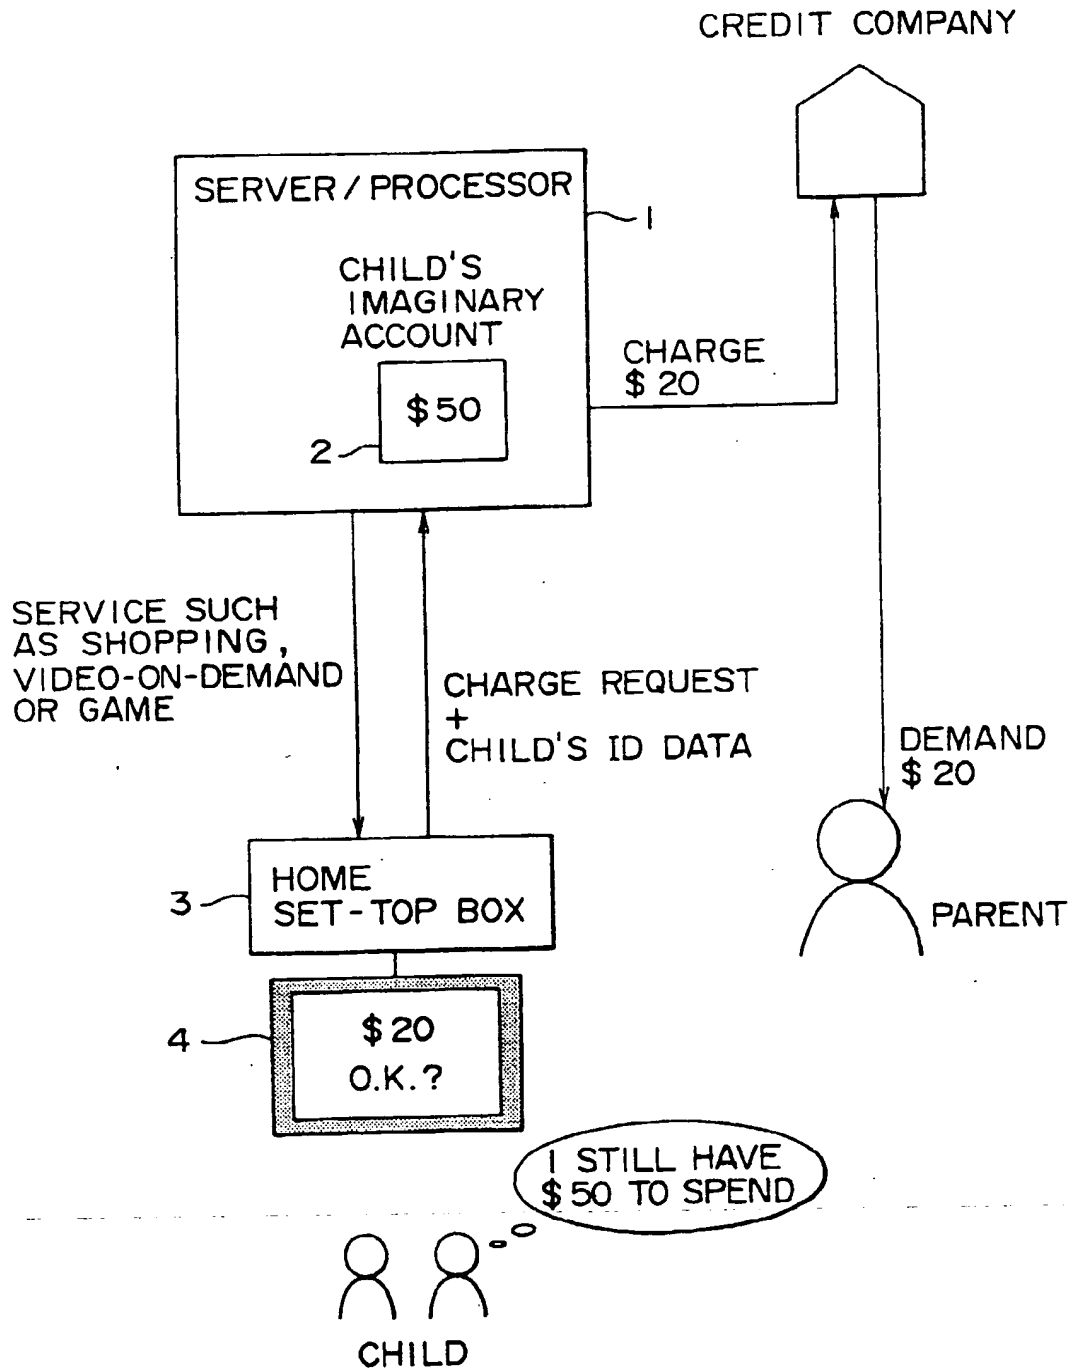 CREDIT COMPANY
SERVER / PROCESSOR
1
CHILD'S
IMAGINARY
ACCOUNT
$50
2
CHARGE
$20
SERVICE SUCH
AS SHOPPING,
VIDEO-ON-DEMAND
OR GAME
CHARGE REQUEST
+
CHILD'S ID DATA
DEMAND
$20
PARENT
HOME
SET-TOP BOX
3
$20
O.K.?
4
I STILL HAVE
$50 TO SPEND
CHILD